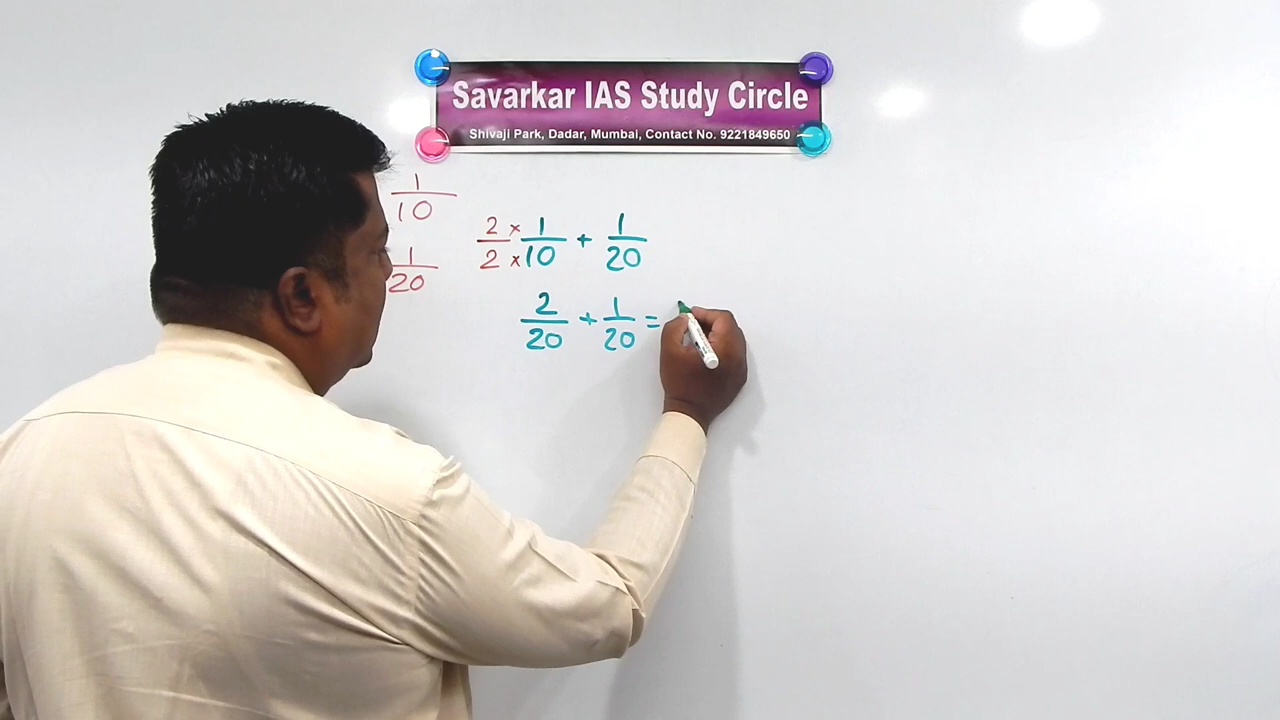 Savarkar IAS Study Circle
Shivaji Park, Dadar, Mumbai, Contact No. 9221849650
1/10
1/20
2/2 × × 1/10 + 1/20
2/20 + 1/20 =